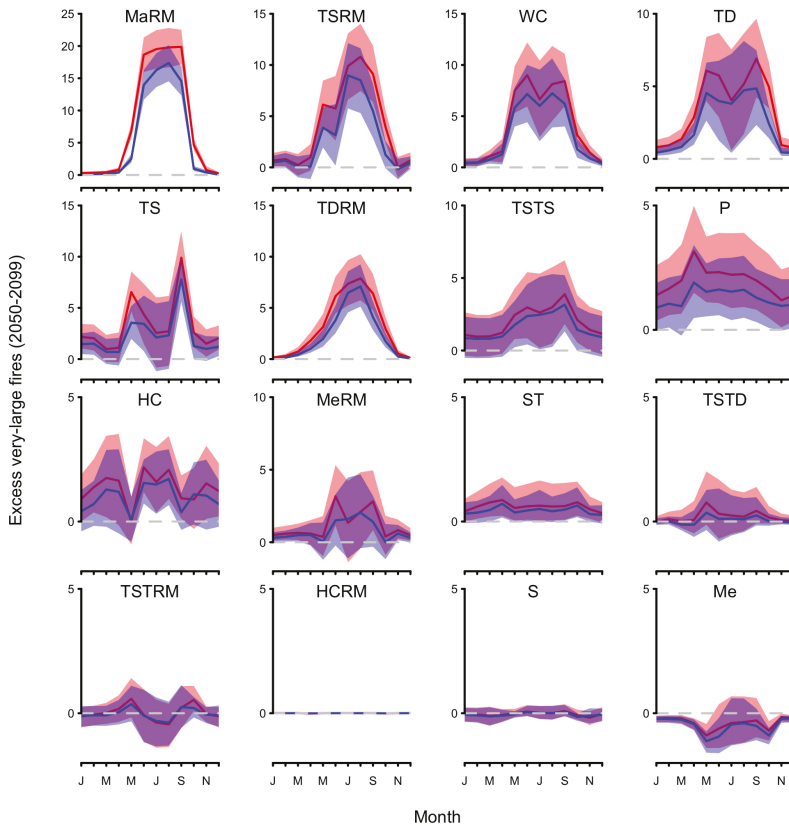 MaRM TSRM WC TD
25 15 15 10
20
15 10 10
5
10 5 5
5
0 0 0 0
TS TDRM TSTS P
15 15 10 5
10 10
5
5 5
0 0 0 0
HC MeRM ST TSTD
5 10 5 5
5
0 0 0 0
TSTRM HCRM S Me
5 5 5 5
0 0 0 0
J M M J S N J M M J S N J M M J S N J M M J S N
Month
Excess very-large fires (2050-2099)